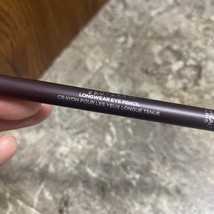 LONGWEAR EYE PENCIL
CRAYON POUR LES YEUX LONGUE TENUE